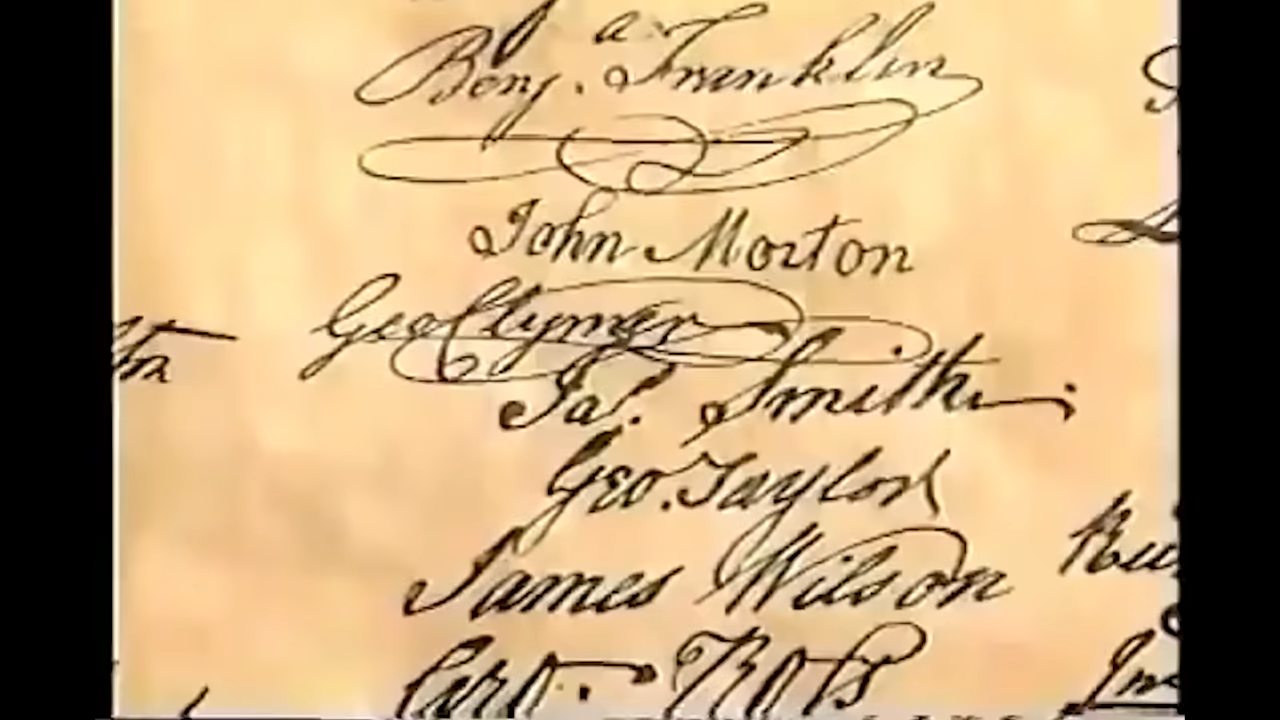 Benj. Franklin
John Morton
Geo Clymer
Jas. Smith
Geo. Taylor
James Wilson
Geo. Ross